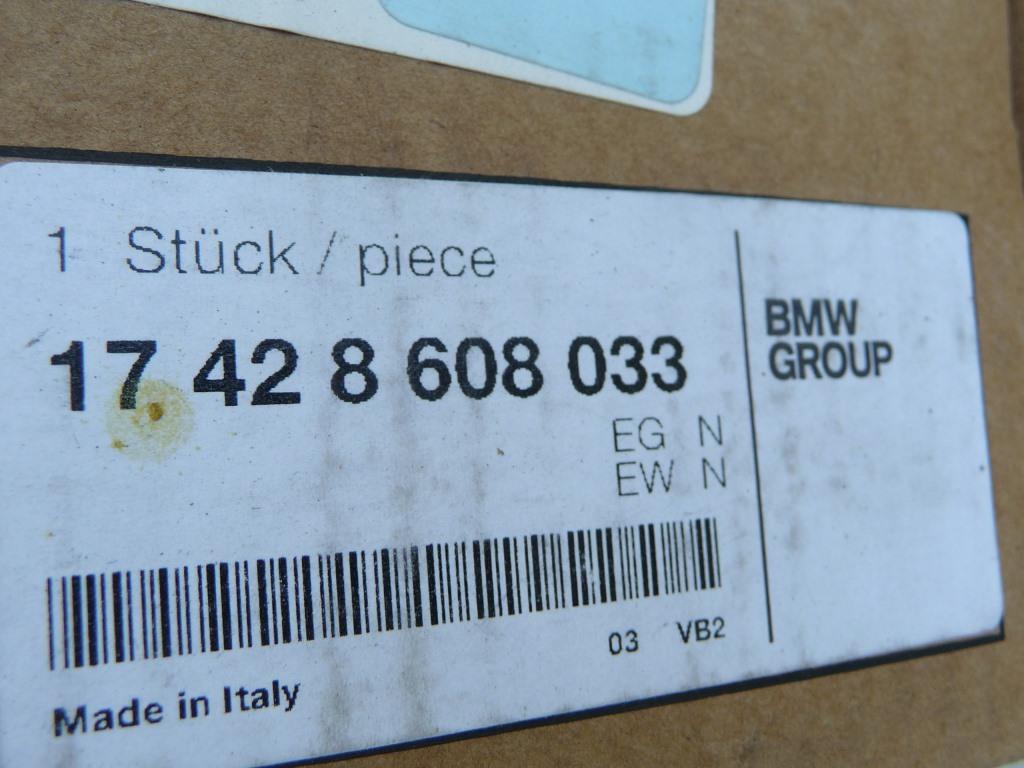 1 Stück / piece
17 42 8 608 033
EG N
EW N
03 VB2
Made in Italy
BMW
GROUP